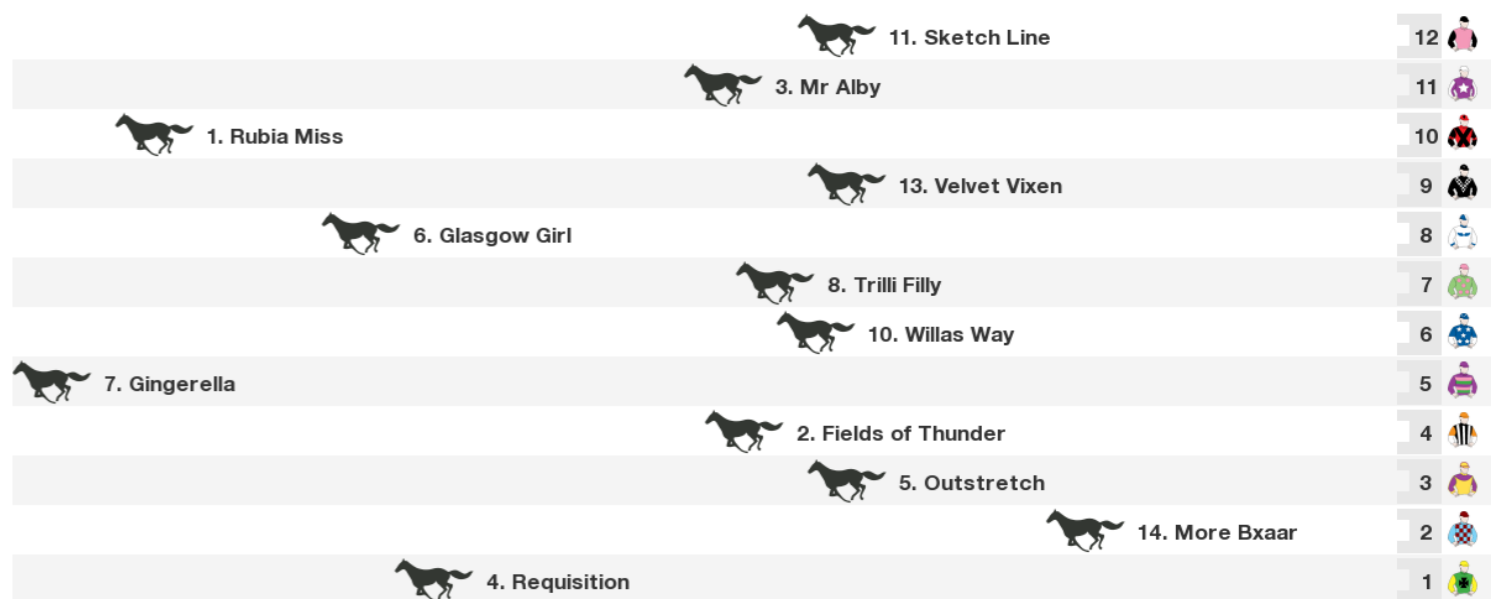 11. Sketch Line 12
3. Mr Alby 11
1. Rubia Miss 10
13. Velvet Vixen 9
6. Glasgow Girl 8
8. Trilli Filly 7
10. Willas Way 6
7. Gingerella 5
2. Fields of Thunder 4
5. Outstretch 3
14. More Bxaar 2
4. Requisition 1